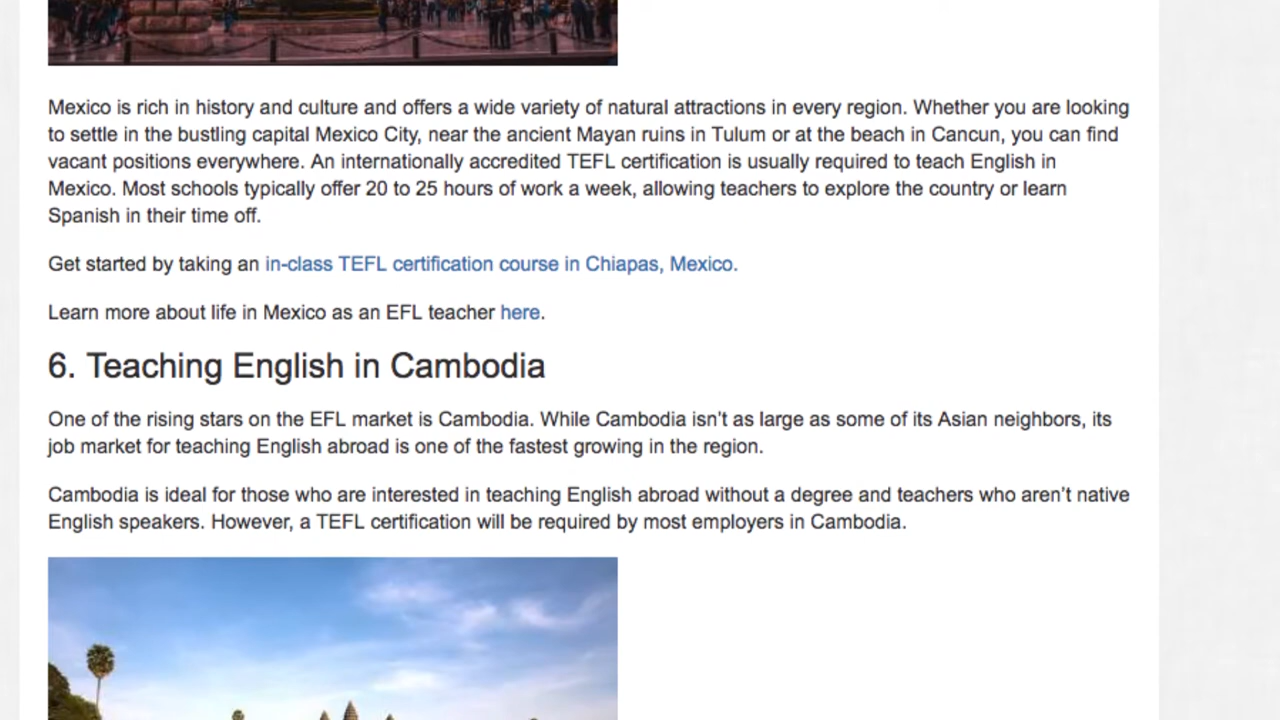 Mexico is rich in history and culture and offers a wide variety of natural attractions in every region. Whether you are looking
to settle in the bustling capital Mexico City, near the ancient Mayan ruins in Tulum or at the beach in Cancun, you can find
vacant positions everywhere. An internationally accredited TEFL certification is usually required to teach English in
Mexico. Most schools typically offer 20 to 25 hours of work a week, allowing teachers to explore the country or learn
Spanish in their time off.
Get started by taking an in-class TEFL certification course in Chiapas, Mexico.
Learn more about life in Mexico as an EFL teacher here.
6. Teaching English in Cambodia
One of the rising stars on the EFL market is Cambodia. While Cambodia isn't as large as some of its Asian neighbors, its
job market for teaching English abroad is one of the fastest growing in the region.
Cambodia is ideal for those who are interested in teaching English abroad without a degree and teachers who aren’t native
English speakers. However, a TEFL certification will be required by most employers in Cambodia.